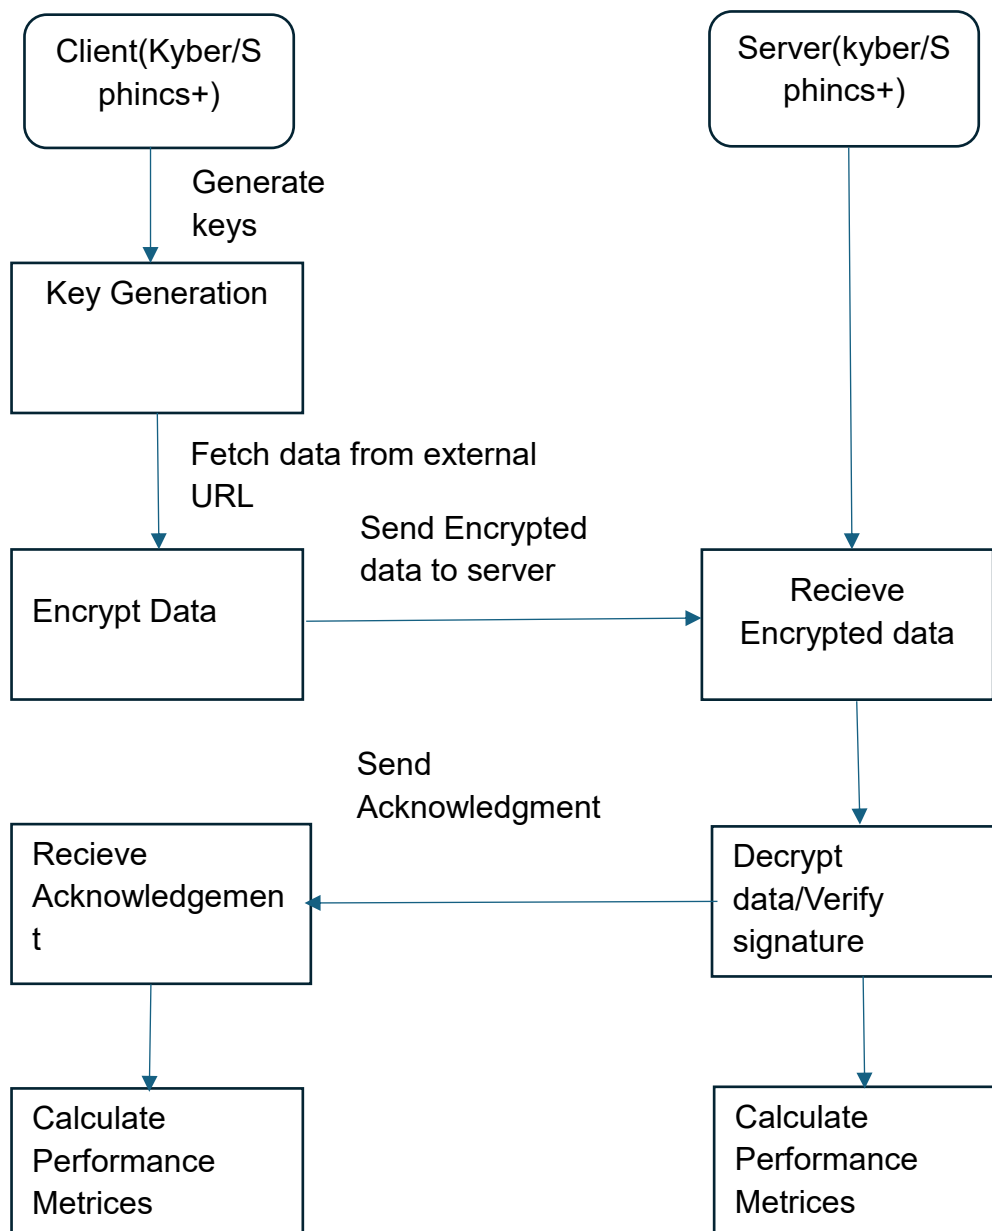 Client(Kyber/S
phincs+)
Server(kyber/S
phincs+)
Generate
keys
Key Generation
Fetch data from external
URL
Send Encrypted
data to server
Encrypt Data
Recieve
Encrypted data
Send
Acknowledgment
Recieve
Acknowledgemen
t
Decrypt
data/Verify
signature
Calculate
Performance
Metrices
Calculate
Performance
Metrices